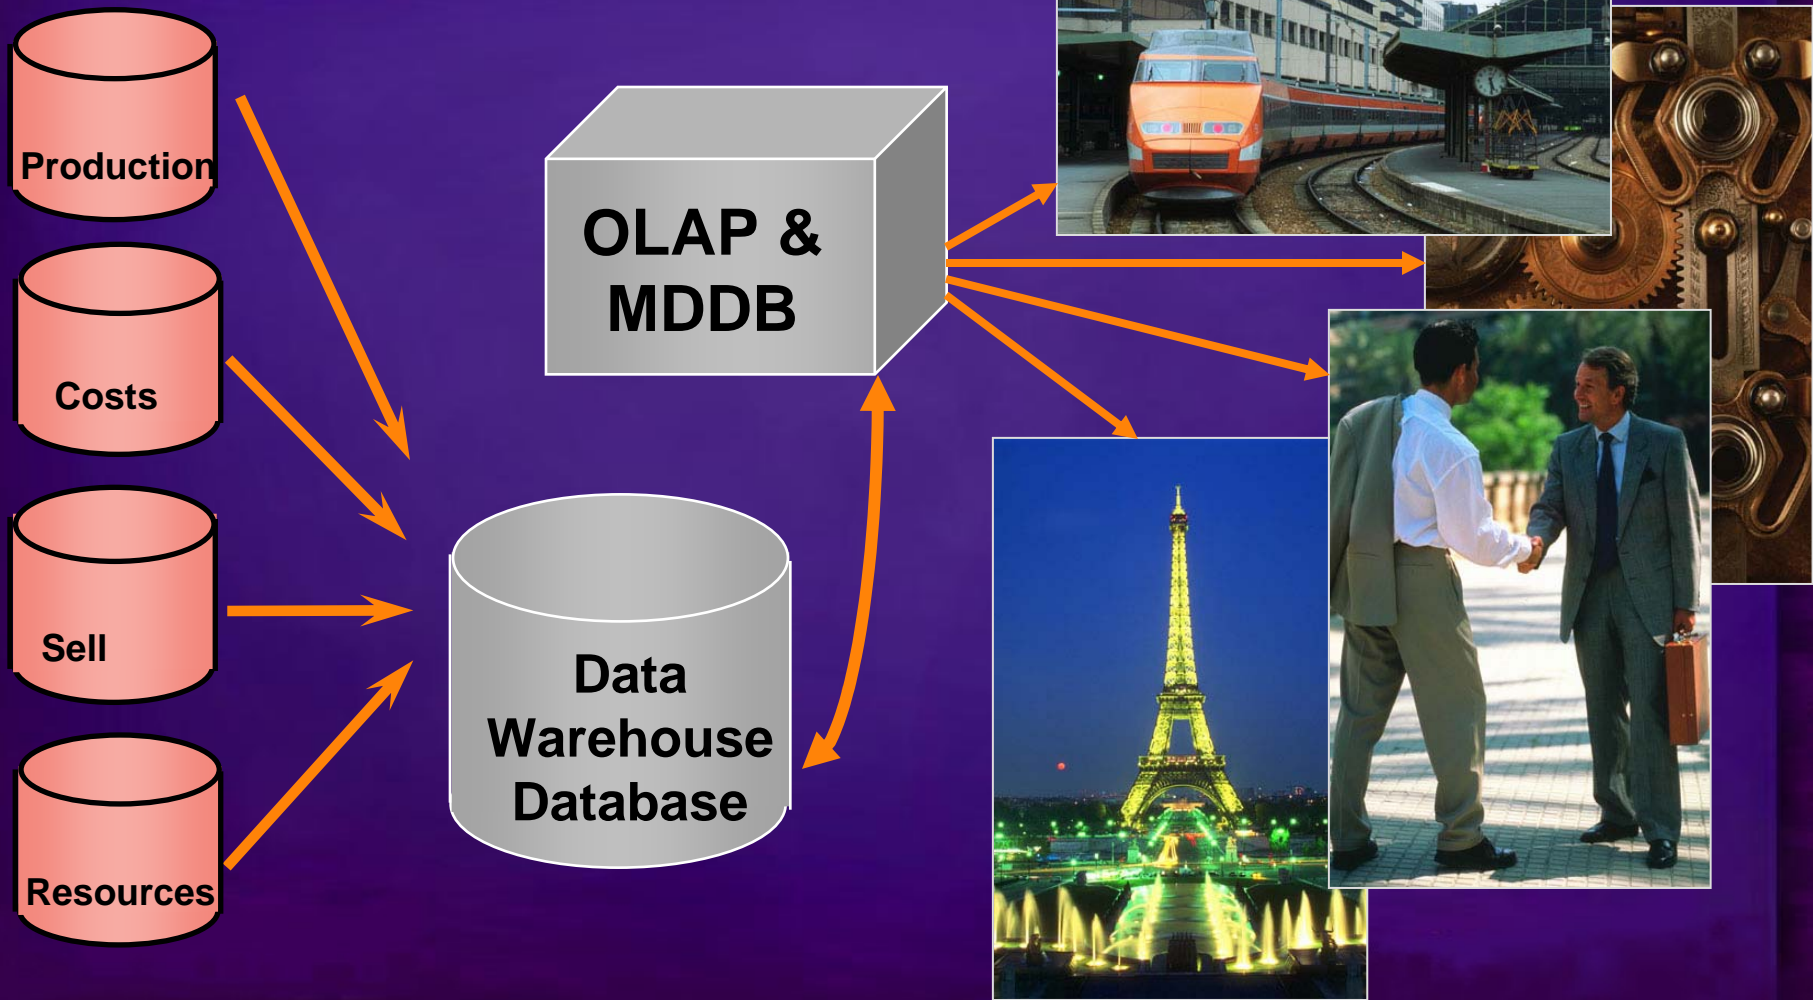 Production
Costs
Sell
Resources
OLAP &
MDDB
Data
Warehouse
Database